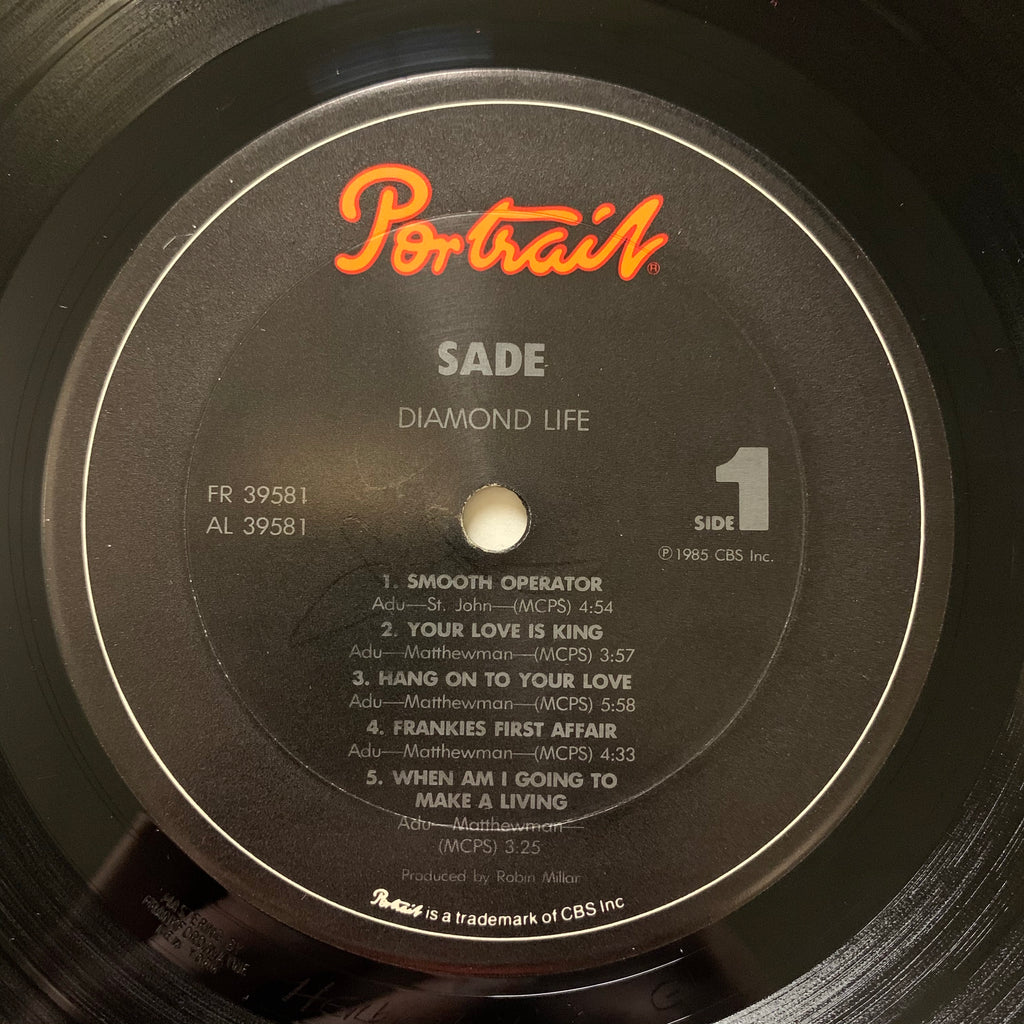 Portrait®
SADE
DIAMOND LIFE
FR 39581
AL 39581
SIDE 1
℗1985 CBS Inc.
1. SMOOTH OPERATOR
Adu—St. John—(MCPS) 4:54
2. YOUR LOVE IS KING
Adu—Matthewman—(MCPS) 3:57
3. HANG ON TO YOUR LOVE
Adu—Matthewman—(MCPS) 5:58
4. FRANKIES FIRST AFFAIR
Adu—Matthewman—(MCPS) 4:33
5. WHEN AM I GOING TO
MAKE A LIVING
Adu—Matthewman—
(MCPS) 3:25
Produced by Robin Millar
Portrait is a trademark of CBS Inc
MASTERING BY